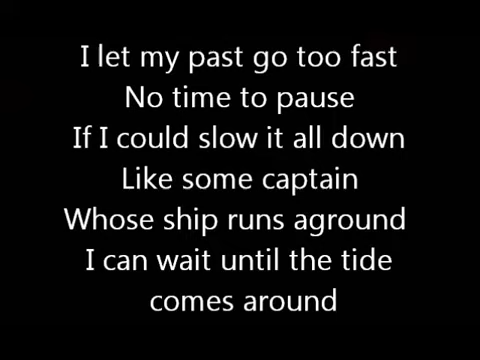 I let my past go too fast
No time to pause
If I could slow it all down
Like some captain
Whose ship runs aground
I can wait until the tide
comes around